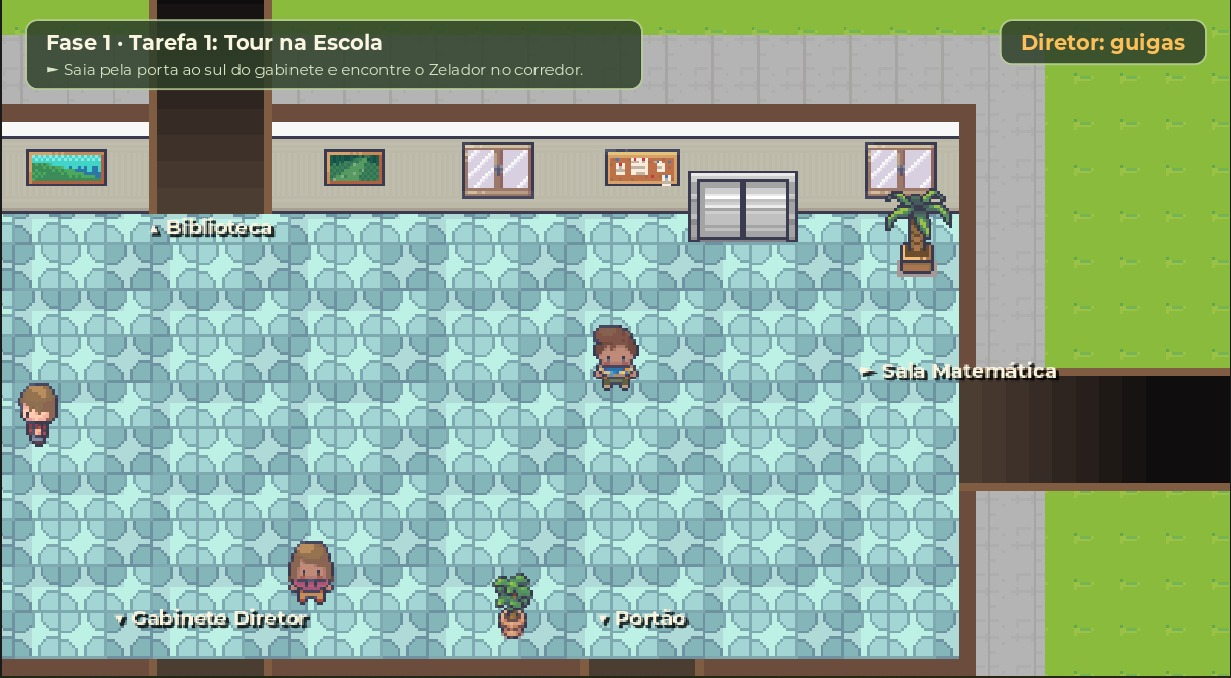 Fase 1 · Tarefa 1: Tour na Escola
► Saia pela porta ao sul do gabinete e encontre o Zelador no corredor.
Diretor: guigas
▲ Biblioteca
► Sala Matemática
▼ Gabinete Diretor
▼ Portão